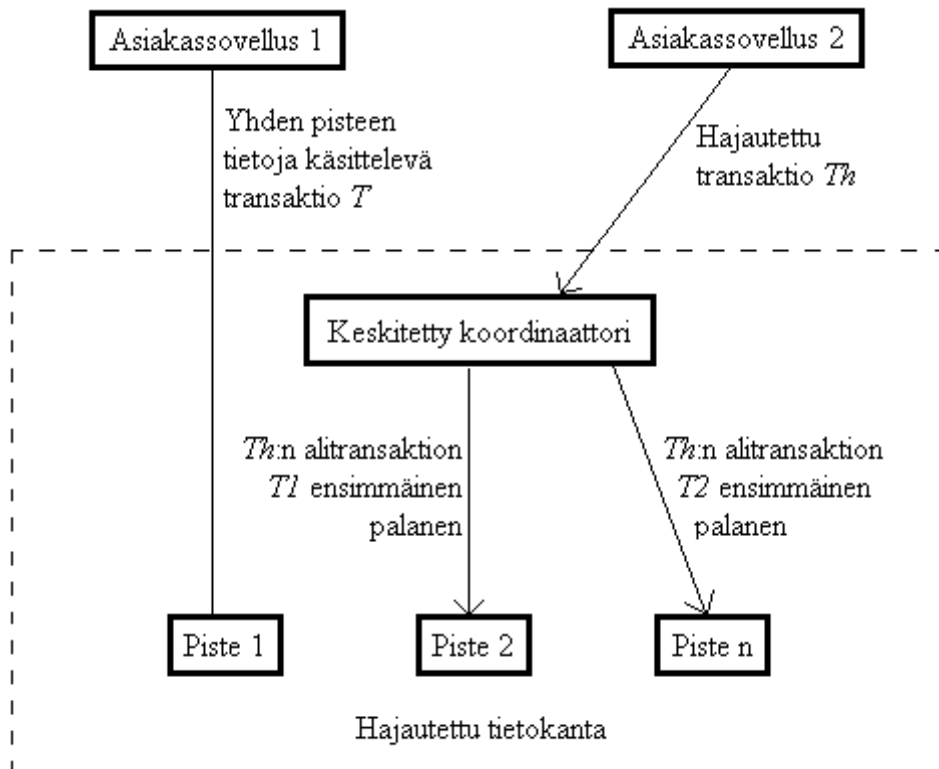 Asiakassovellus 1
Asiakassovellus 2
Yhden pisteen
tietoja käsittelevä
transaktio T
Hajautettu
transaktio Th
Keskitetty koordinaattori
Th:n alitransaktion
T1 ensimmäinen
palanen
Th:n alitransaktion
T2 ensimmäinen
palanen
Piste 1
Piste 2
Piste n
Hajautettu tietokanta